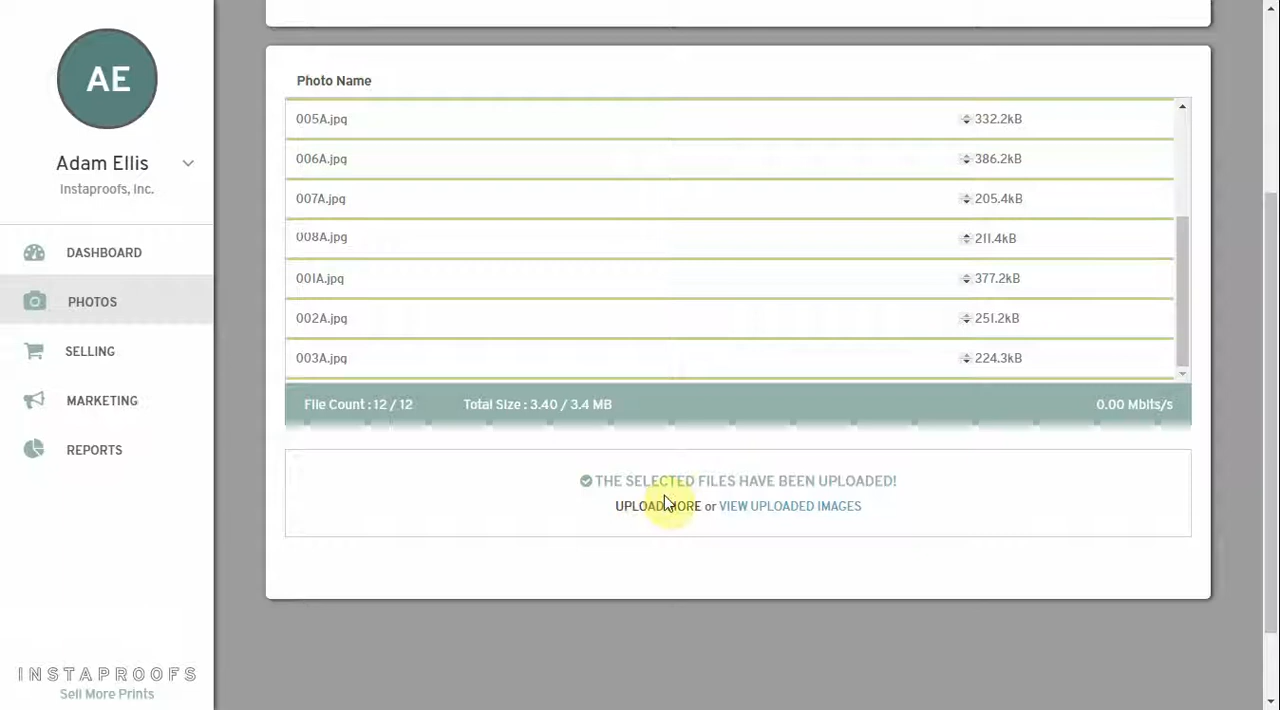 AE
Adam Ellis
Instaproofs, Inc.
DASHBOARD
PHOTOS
SELLING
MARKETING
REPORTS
INSTAPROOFS
Sell More Prints
Photo Name
005A.jpg 332.2kB
006A.jpg 386.2kB
007A.jpg 205.4kB
008A.jpg 211.4kB
001A.jpg 377.2kB
002A.jpg 251.2kB
003A.jpg 224.3kB
File Count : 12 / 12 Total Size : 3.40 / 3.4 MB 0.00 Mbits/s
THE SELECTED FILES HAVE BEEN UPLOADED!
UPLOAD MORE or VIEW UPLOADED IMAGES